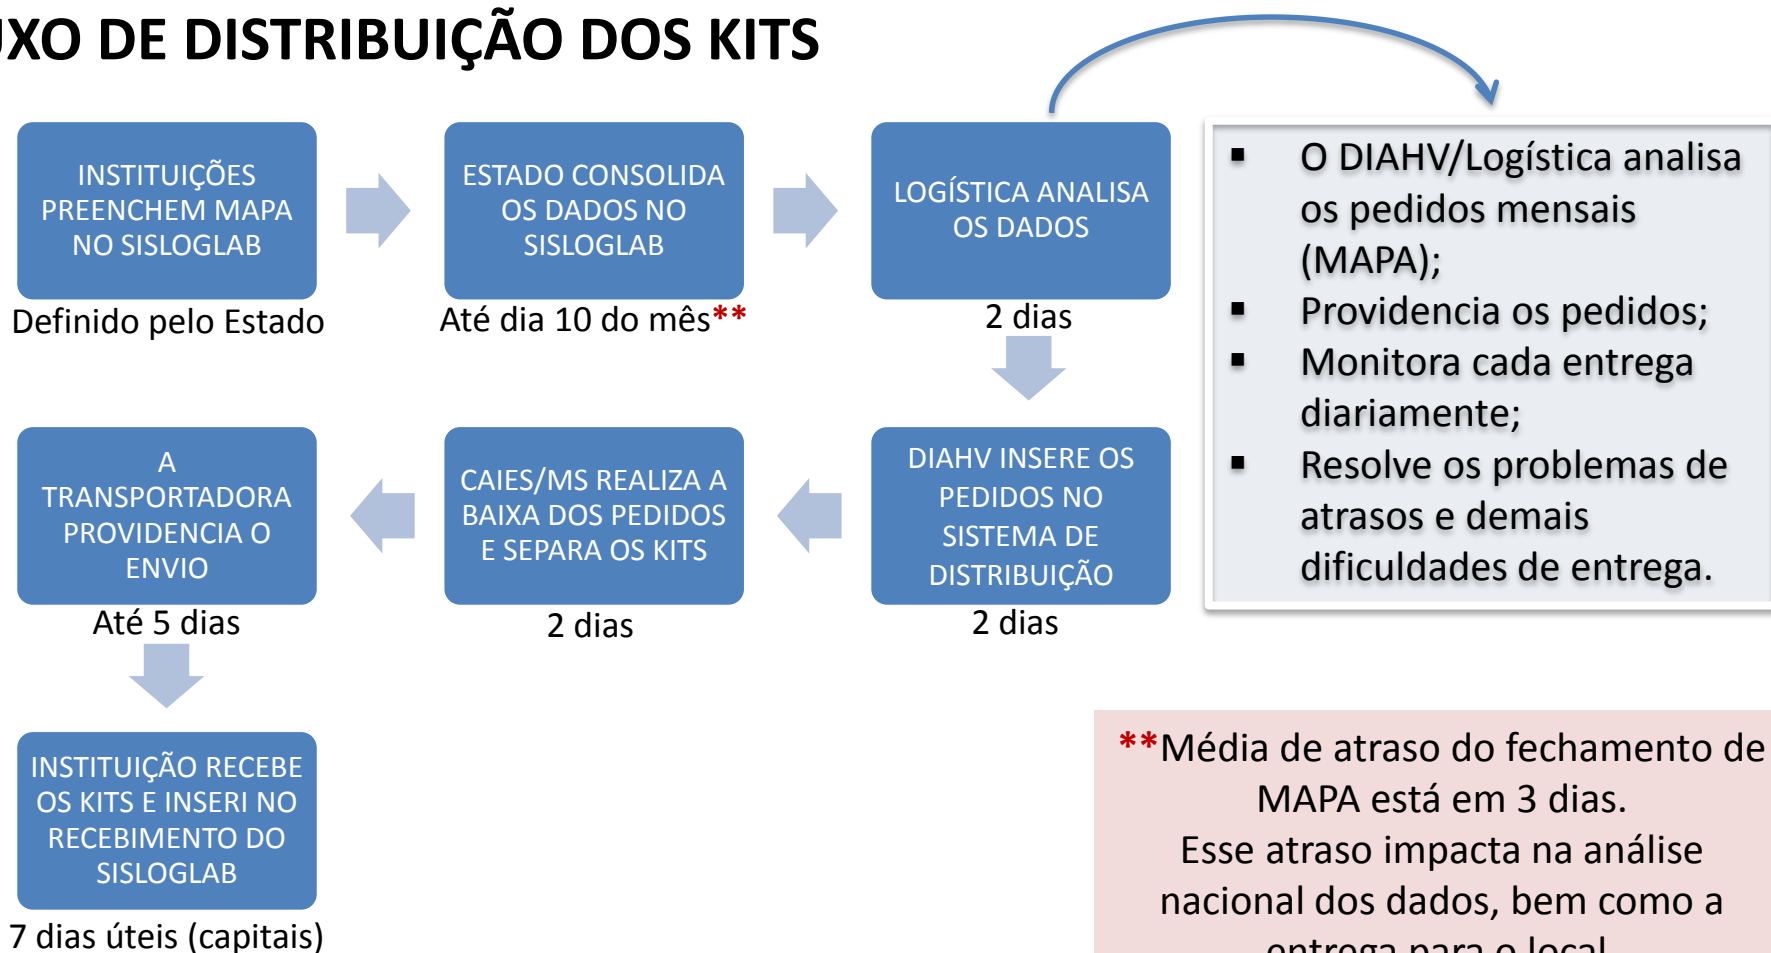 UXO DE DISTRIBUIÇÃO DOS KITS
INSTITUIÇÕES
PREENCHEM MAPA
NO SISLOGLAB
Definido pelo Estado
ESTADO CONSOLIDA
OS DADOS NO
SISLOGLAB
Até dia 10 do mês**
LOGÍSTICA ANALISA
OS DADOS
2 dias
▪ O DIAHV/Logística analisa
os pedidos mensais
(MAPA);
▪ Providencia os pedidos;
▪ Monitora cada entrega
diariamente;
▪ Resolve os problemas de
atrasos e demais
dificuldades de entrega.
DIAHV INSERE OS
PEDIDOS NO
SISTEMA DE
DISTRIBUIÇÃO
2 dias
CAIES/MS REALIZA A
BAIXA DOS PEDIDOS
E SEPARA OS KITS
2 dias
A
TRANSPORTADORA
PROVIDENCIA O
ENVIO
Até 5 dias
INSTITUIÇÃO RECEBE
OS KITS E INSERI NO
RECEBIMENTO DO
SISLOGLAB
7 dias úteis (capitais)
**Média de atraso do fechamento de
MAPA está em 3 dias.
Esse atraso impacta na análise
nacional dos dados, bem como a
entrega para o local